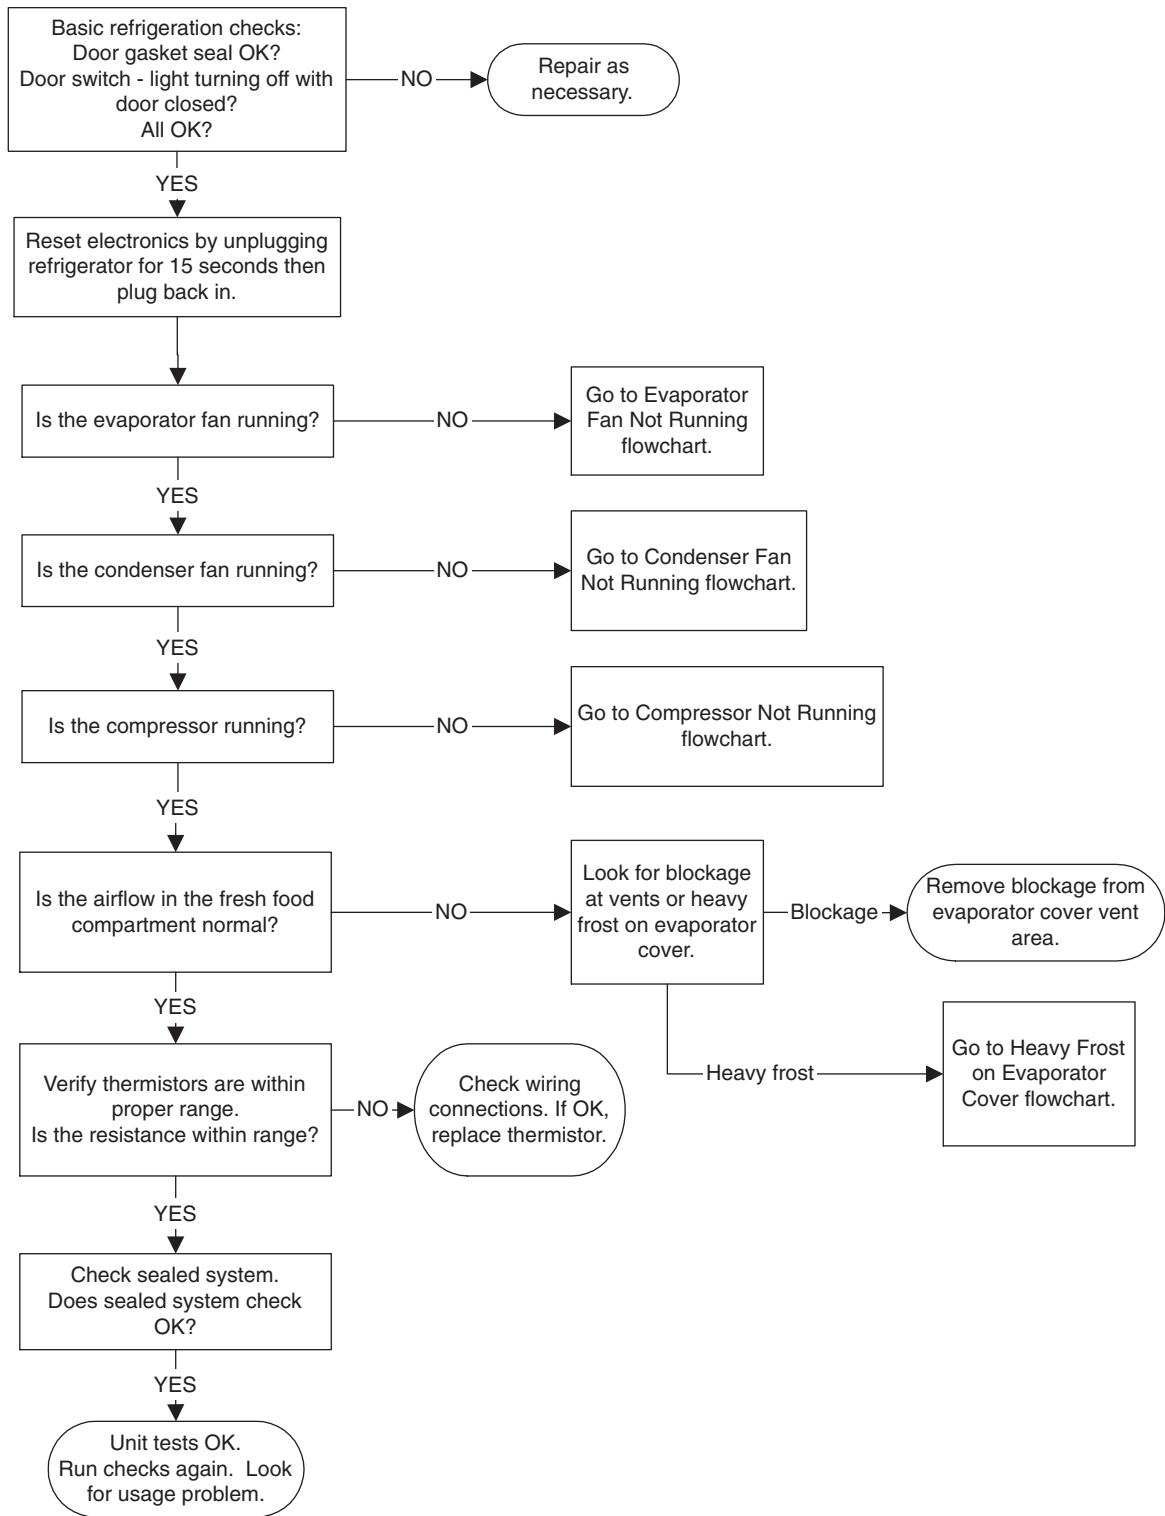 Basic refrigeration checks:
Door gasket seal OK?
Door switch - light turning off with
door closed?
All OK?
NO
Repair as
necessary.
YES
Reset electronics by unplugging
refrigerator for 15 seconds then
plug back in.
Is the evaporator fan running?
NO
Go to Evaporator
Fan Not Running
flowchart.
YES
Is the condenser fan running?
NO
Go to Condenser Fan
Not Running flowchart.
YES
Is the compressor running?
NO
Go to Compressor Not Running
flowchart.
YES
Is the airflow in the fresh food
compartment normal?
NO
Look for blockage
at vents or heavy
frost on evaporator
cover.
Blockage
Remove blockage from
evaporator cover vent
area.
Heavy frost
Go to Heavy Frost
on Evaporator
Cover flowchart.
YES
Verify thermistors are within
proper range.
Is the resistance within range?
NO
Check wiring
connections. If OK,
replace thermistor.
YES
Check sealed system.
Does sealed system check
OK?
YES
Unit tests OK.
Run checks again.  Look
for usage problem.